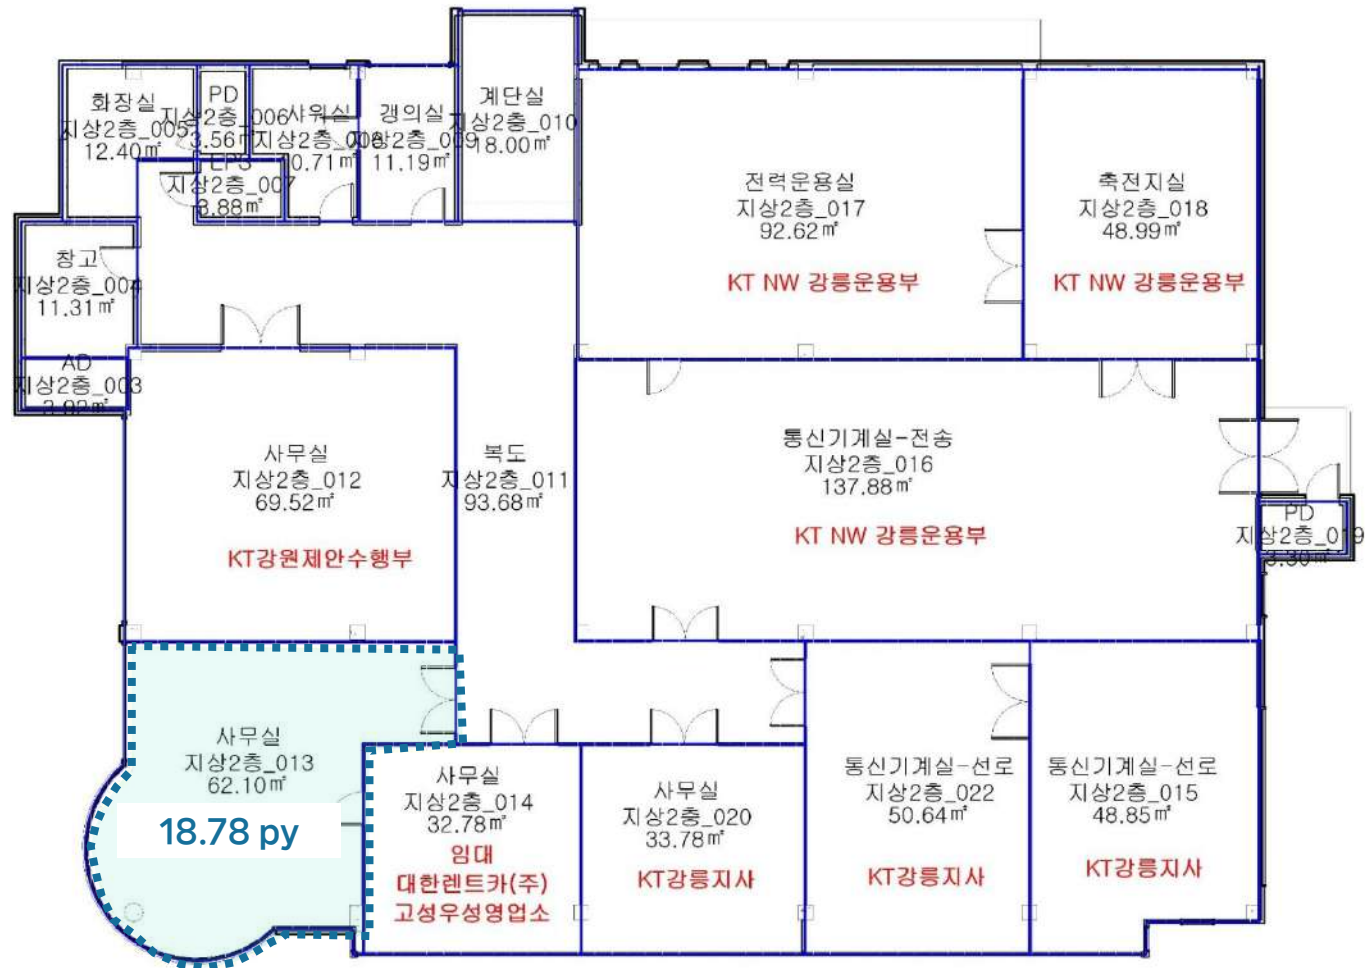 화장실
지상2층_005
12.40㎡
PD
지상2층_006
3.56㎡
샤워실
지상2층_008
0.71㎡
갱의실
지상2층_009
11.19㎡
계단실
지상2층_010
18.00㎡
EPS
지상2층_007
3.88㎡
창고
지상2층_004
11.31㎡
AD
지상2층_003
3.92㎡
전력운용실
지상2층_017
92.62㎡
KT NW 강릉운용부
축전지실
지상2층_018
48.99㎡
KT NW 강릉운용부
사무실
지상2층_012
69.52㎡
KT강원제안수행부
복도
지상2층_011
93.68㎡
통신기계실-전송
지상2층_016
137.88㎡
KT NW 강릉운용부
PD
지상2층_019
3.30㎡
사무실
지상2층_013
62.10㎡
18.78 py
사무실
지상2층_014
32.78㎡
임대
대한렌트카(주)
고성우성영업소
사무실
지상2층_020
33.78㎡
KT강릉지사
통신기계실-선로
지상2층_022
50.64㎡
KT강릉지사
통신기계실-선로
지상2층_015
48.85㎡
KT강릉지사